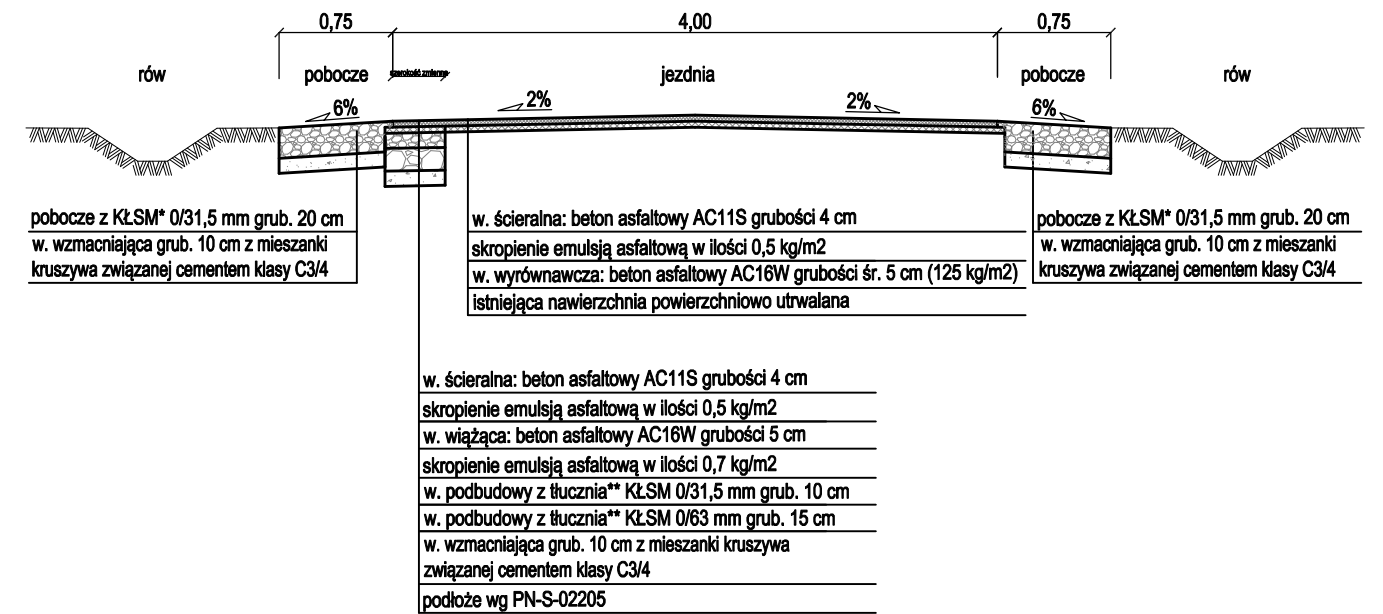 0,75
4,00
0,75
rów
pobocze
szerokość zmienna
jezdnia
pobocze
rów
6%
2%
2%
6%
pobocze z KŁSM* 0/31,5 mm grub. 20 cm
w. wzmacniająca grub. 10 cm z mieszanki
kruszywa związanej cementem klasy C3/4
w. ścieralna: beton asfaltowy AC11S grubości 4 cm
skropienie emulsją asfaltową w ilości 0,5 kg/m2
w. wyrównawcza: beton asfaltowy AC16W grubości śr. 5 cm (125 kg/m2)
istniejąca nawierzchnia powierzchniowo utrwalana
pobocze z KŁSM* 0/31,5 mm grub. 20 cm
w. wzmacniająca grub. 10 cm z mieszanki
kruszywa związanej cementem klasy C3/4
w. ścieralna: beton asfaltowy AC11S grubości 4 cm
skropienie emulsją asfaltową w ilości 0,5 kg/m2
w. wiążąca: beton asfaltowy AC16W grubości 5 cm
skropienie emulsją asfaltową w ilości 0,7 kg/m2
w. podbudowy z tłucznia** KŁSM 0/31,5 mm grub. 10 cm
w. podbudowy z tłucznia** KŁSM 0/63 mm grub. 15 cm
w. wzmacniająca grub. 10 cm z mieszanki kruszywa
związanej cementem klasy C3/4
podłoże wg PN-S-02205